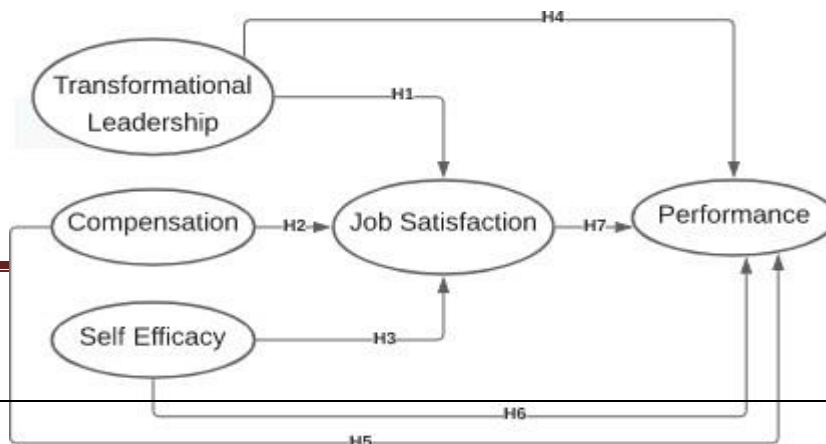 H4
Transformational
Leadership
H1
Compensation
H2
Job Satisfaction
H7
Performance
Self Efficacy
H3
H6
H5